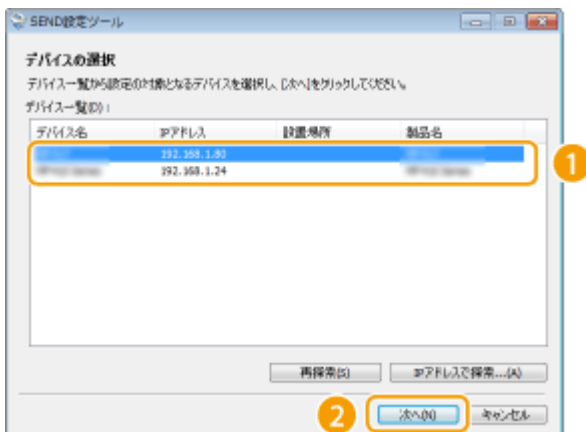 SEND設定ツール
デバイスの選択
デバイス一覧から設定の対象となるデバイスを選択し、[次へ]をクリックしてください。
デバイス一覧(D):
デバイス名 IPアドレス 設置場所 製品名
192.168.1.80
192.168.1.24
1
再探索(S) IPアドレスで探索...(A)
2 次へ(N) キャンセル